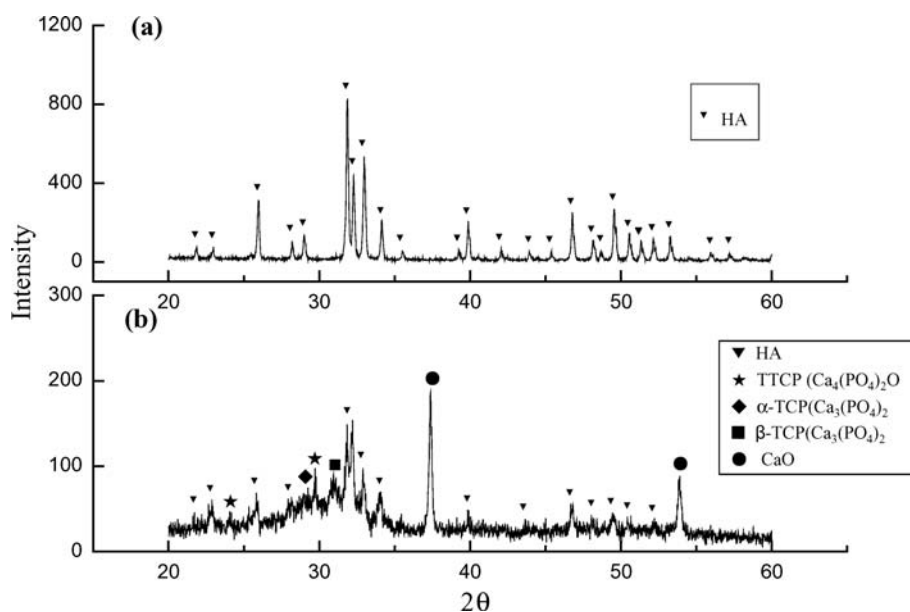 (a)
1200
800
400
0
▼ HA
20 30 40 50 60
Intensity
(b)
300
200
100
0
▼ HA
★ TTCP (Ca₄(PO₄)₂O
◆ α-TCP(Ca₃(PO₄)₂
■ β-TCP(Ca₃(PO₄)₂
● CaO
20 30 40 50 60
2θ